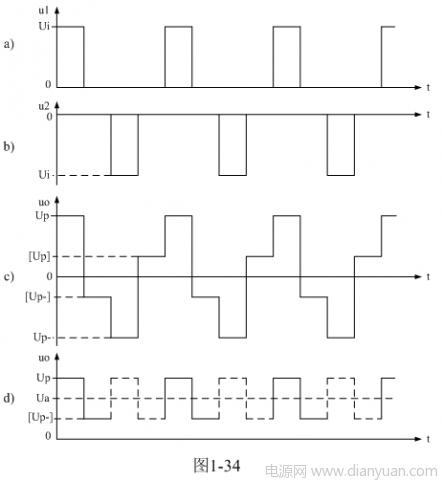 u1
Ui
a)
0
t
u2
0
t
b)
Ui
uo
Up
[Up]
c)
0
t
[Up-]
Up-
uo
Up
d)
Ua
[Up-]
0
t
图1-34
电源网 www.dianyuan.com